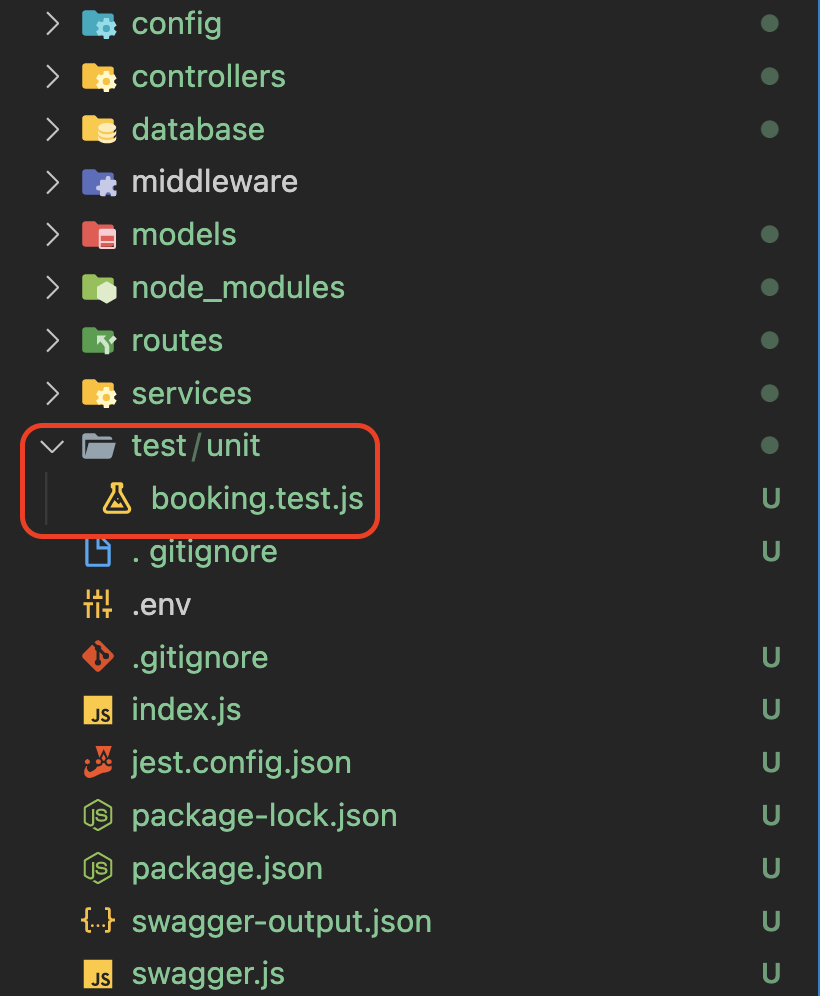 config
controllers
database
middleware
models
node_modules
routes
services
test/unit
booking.test.js U
. gitignore U
.env
.gitignore U
JS index.js U
jest.config.json U
JS package-lock.json U
JS package.json U
{...} swagger-output.json U
JS swagger.js U